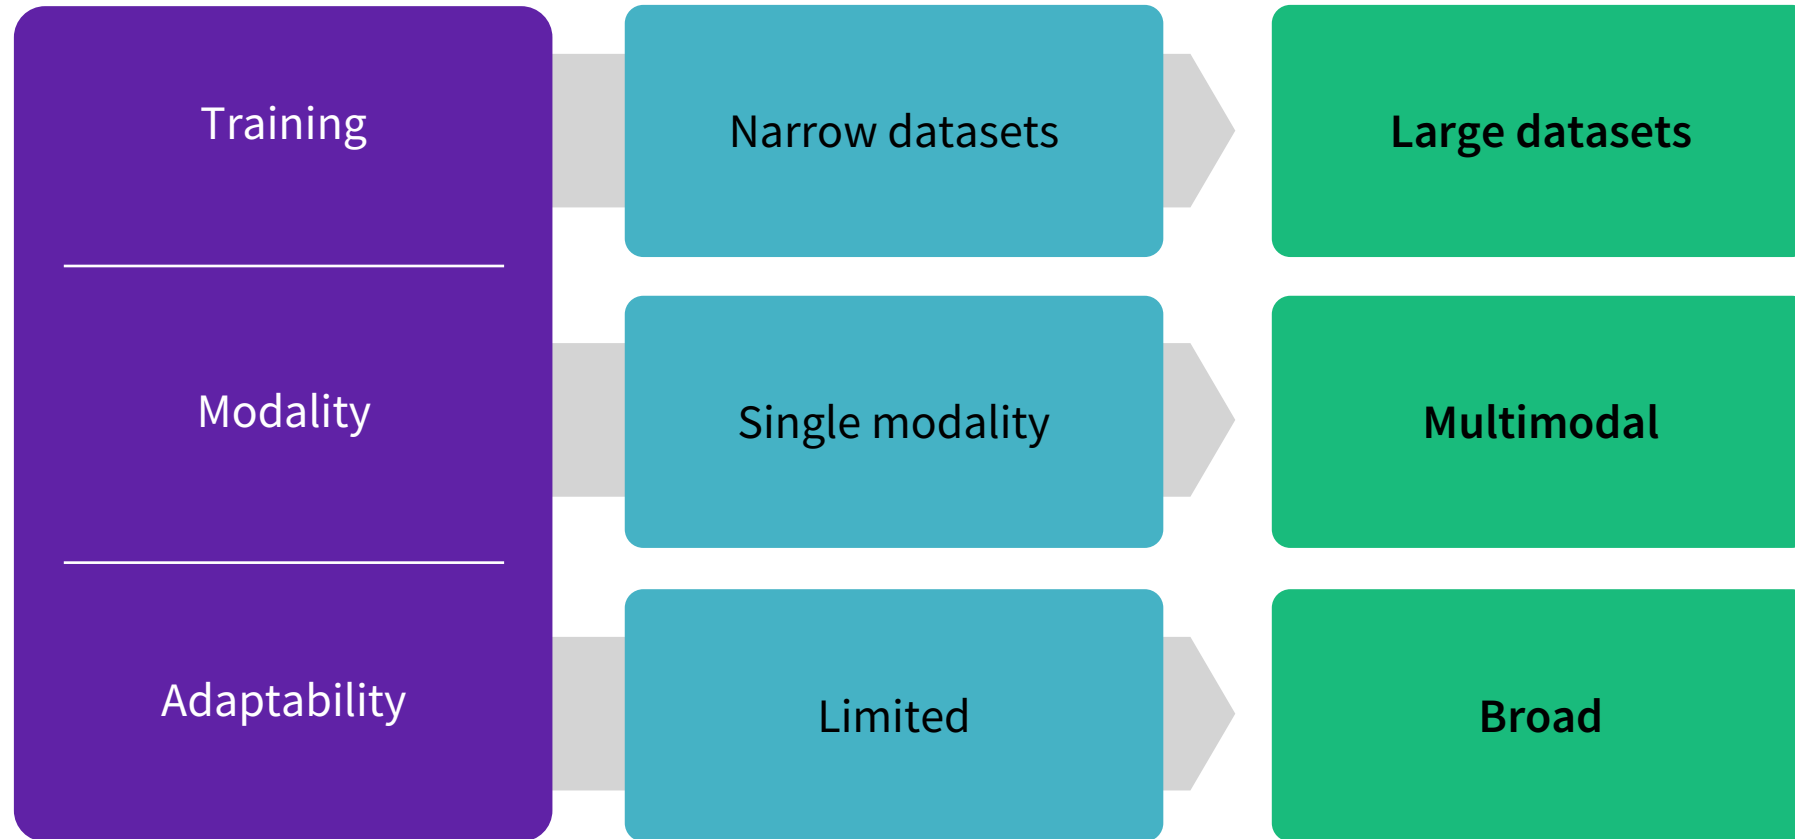 Training
Narrow datasets
Large datasets
Modality
Single modality
Multimodal
Adaptability
Limited
Broad